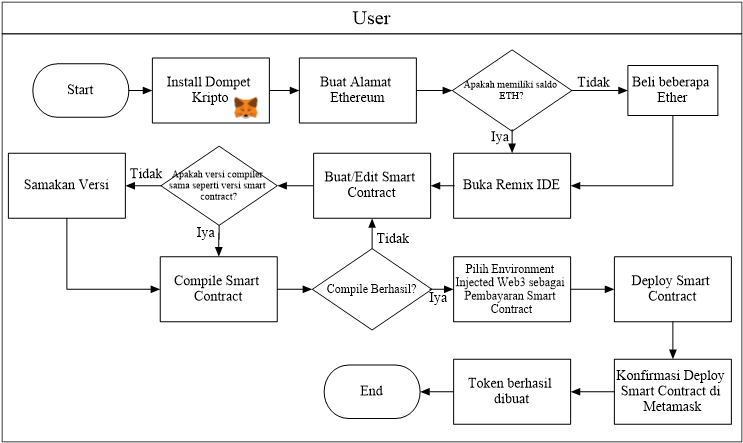 User
Start
Install Dompet
Kripto
Buat Alamat
Ethereum
Apakah memiliki saldo
ETH?
Tidak
Beli beberapa
Ether
Iya
Buka Remix IDE
Buat/Edit Smart
Contract
Apakah versi compiler
sama seperti versi smart
contract?
Tidak
Samakan Versi
Iya
Compile Smart
Contract
Compile Berhasil?
Tidak
Iya
Pilih Environment
Injected Web3 sebagai
Pembayaran Smart
Contract
Deploy Smart
Contract
Konfirmasi Deploy
Smart Contract di
Metamask
Token berhasil
dibuat
End